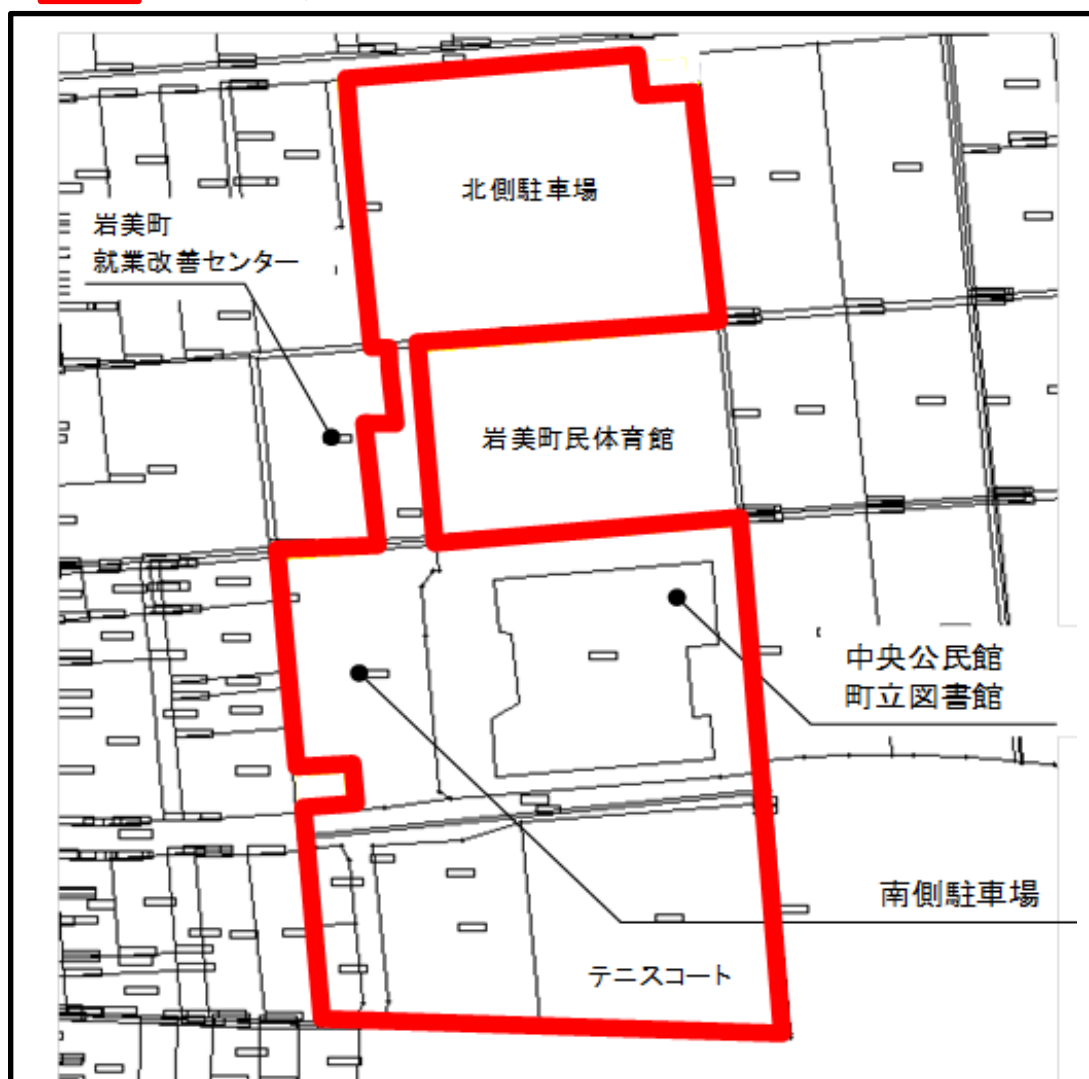 北側駐車場
岩美町
就業改善センター
岩美町民体育館
中央公民館
町立図書館
南側駐車場
テニスコート